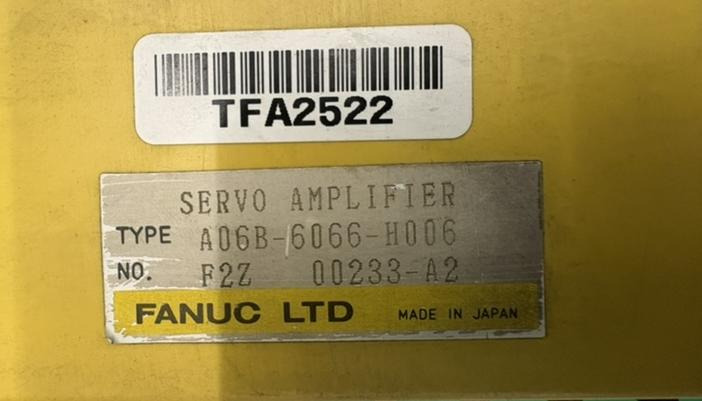 TFA2522
SERVO AMPLIFIER
TYPE A06B-6066-H006
NO. F2Z 00233-A2
FANUC LTD MADE IN JAPAN